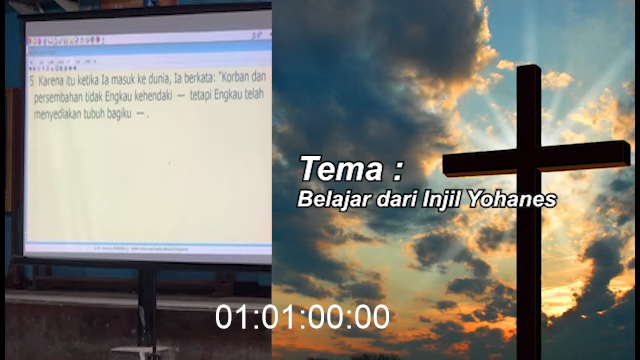 5 Karena itu ketika Ia masuk ke dunia, Ia berkata: "Korban dan
persembahan tidak Engkau kehendaki — tetapi Engkau telah
menyediakan tubuh bagiku — .
Tema :
Belajar dari Injil Yohanes
01:01:00:00